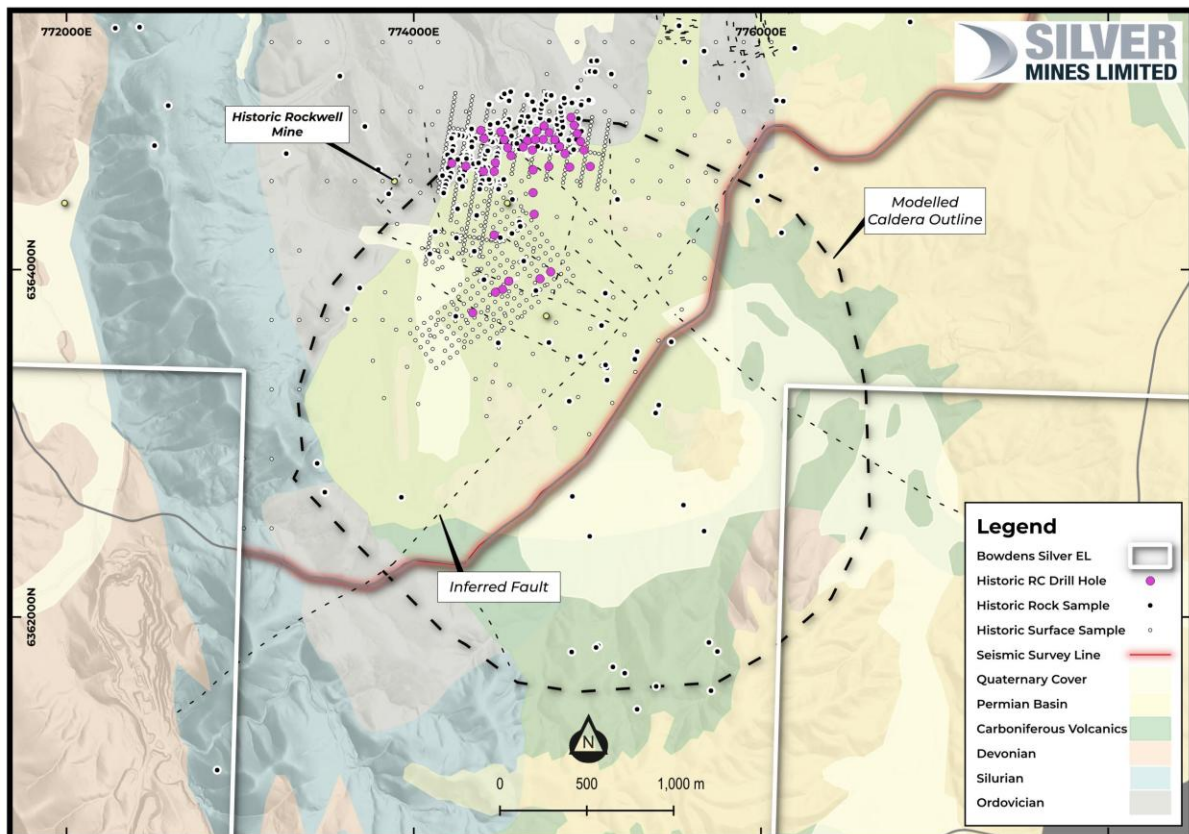 772000E
774000E
776000E
SILVER
MINES LIMITED
Historic Rockwell
Mine
Modelled
Caldera Outline
6364000N
Inferred Fault
6362000N
N
0 500 1,000 m
Legend
Bowdens Silver EL
Historic RC Drill Hole
Historic Rock Sample
Historic Surface Sample
Seismic Survey Line
Quaternary Cover
Permian Basin
Carboniferous Volcanics
Devonian
Silurian
Ordovician